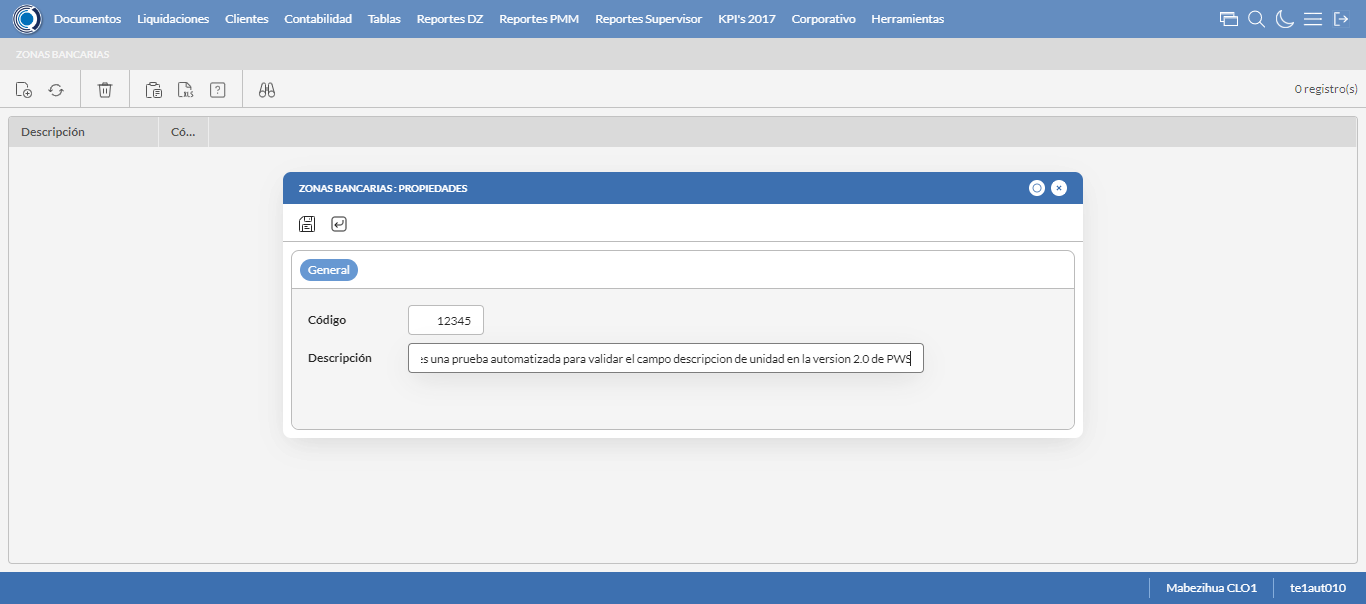 Documentos Liquidaciones Clientes Contabilidad Tablas Reportes DZ Reportes PMM Reportes Supervisor KPI's 2017 Corporativo Herramientas
ZONAS BANCARIAS
XLS ? 0 registro(s)
Descripción Có...
ZONAS BANCARIAS : PROPIEDADES
General
Código 12345
Descripción es una prueba automatizada para validar el campo descripcion de unidad en la version 2.0 de PWS
Mabezihua CLO1 te1aut010